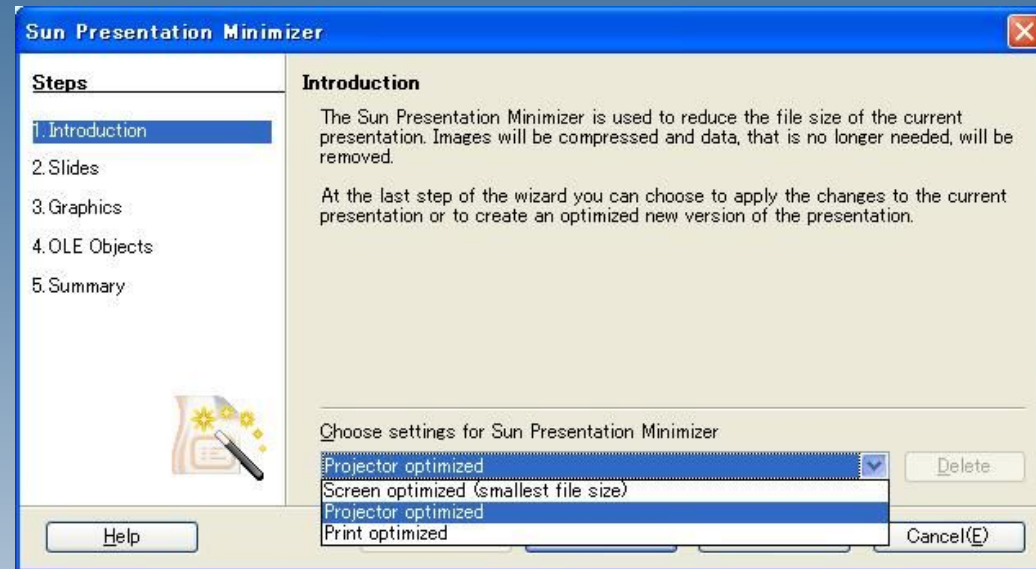 Sun Presentation Minimizer
Steps
1.Introduction
2.Slides
3.Graphics
4.OLE Objects
5.Summary
Introduction
The Sun Presentation Minimizer is used to reduce the file size of the current
presentation. Images will be compressed and data, that is no longer needed, will be
removed.
At the last step of the wizard you can choose to apply the changes to the current
presentation or to create an optimized new version of the presentation.
Choose settings for Sun Presentation Minimizer
Projector optimized
Delete
Screen optimized (smallest file size)
Projector optimized
Print optimized
Help
Cancel(E)